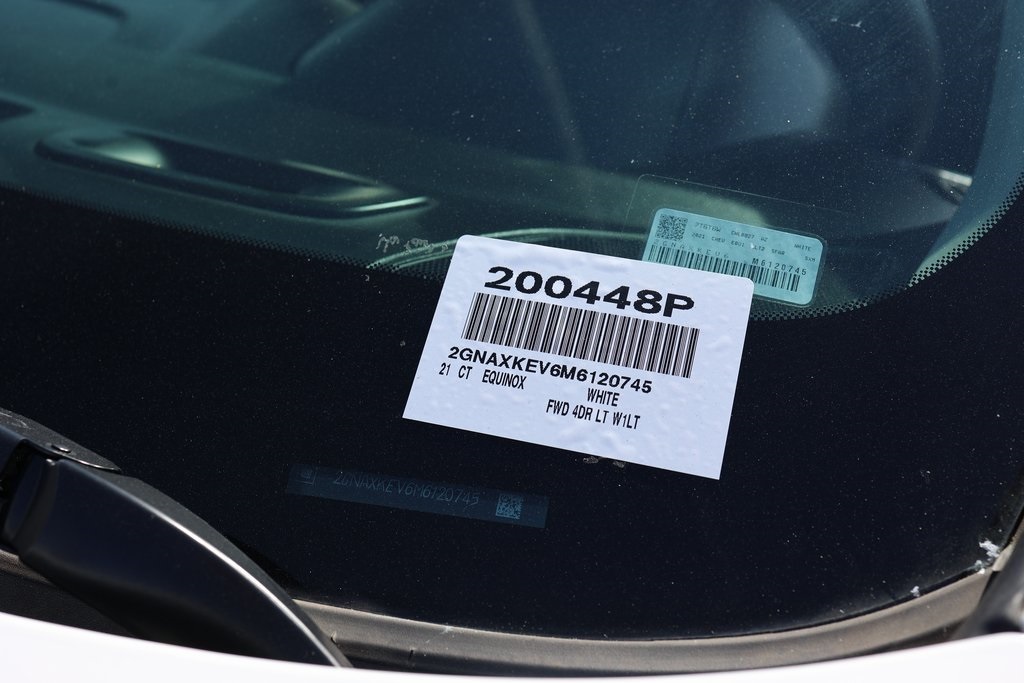 WHITE
M6120745
200448P
2GNAXKEV6M6120745
21 CT EQUINOX
WHITE
FWD 4DR LT W1LT
2GNAXKEV6M6120745